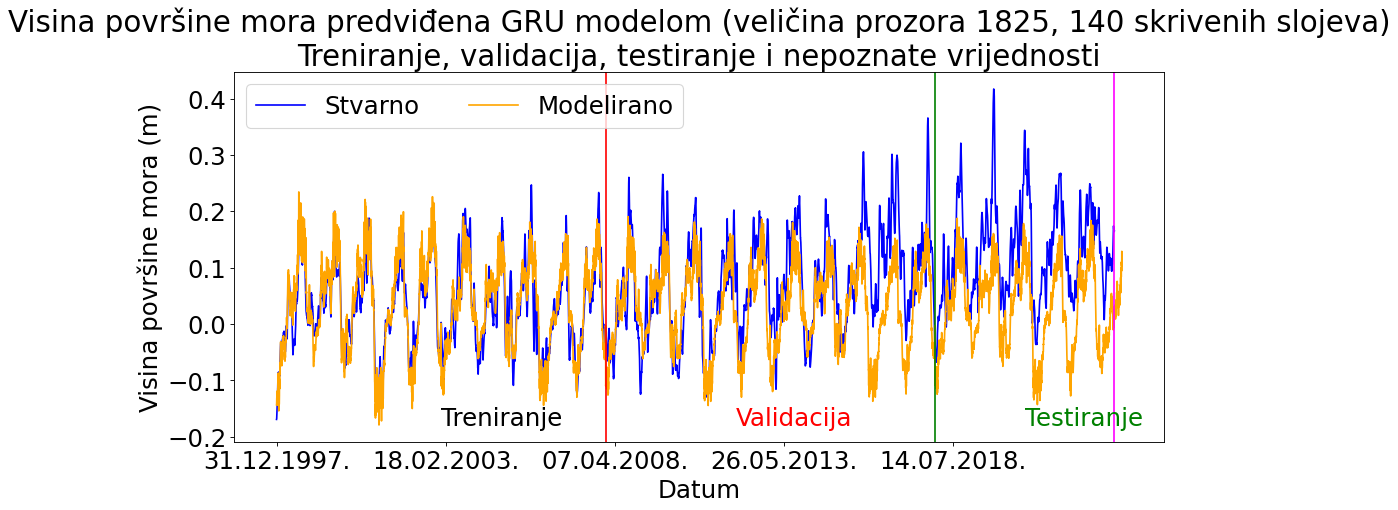 Visina površine mora predviđena GRU modelom (veličina prozora 1825, 140 skrivenih slojeva)
Treniranje, validacija, testiranje i nepoznate vrijednosti
Stvarno
Modelirano
Visina površine mora (m)
0.4
0.3
0.2
0.1
0.0
−0.1
−0.2
Treniranje
Validacija
Testiranje
31.12.1997.
18.02.2003.
07.04.2008.
26.05.2013.
14.07.2018.
Datum